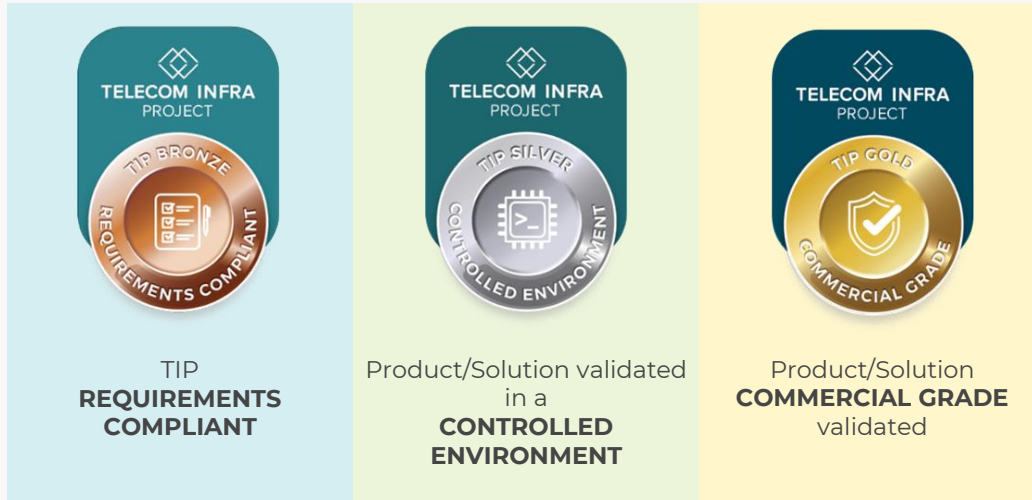 TELECOM INFRA
PROJECT
TIP BRONZE
REQUIREMENTS COMPLIANT
TIP
REQUIREMENTS
COMPLIANT
TELECOM INFRA
PROJECT
TIP SILVER
CONTROLLED ENVIRONMENT
Product/Solution validated
in a
CONTROLLED
ENVIRONMENT
TELECOM INFRA
PROJECT
TIP GOLD
COMMERCIAL GRADE
Product/Solution
COMMERCIAL GRADE
validated